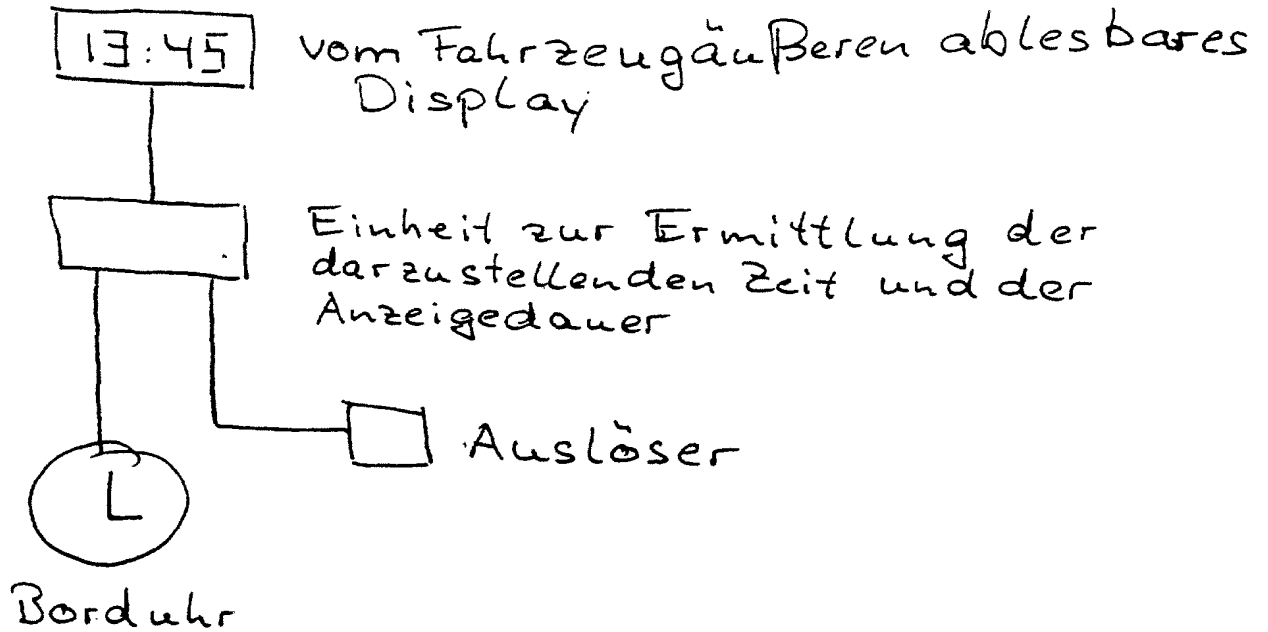 13:45
vom Fahrzeugäußeren ablesbares
Display
Einheit zur Ermittlung der
darzustellenden Zeit und der
Anzeigedauer
Auslöser
Borduhr